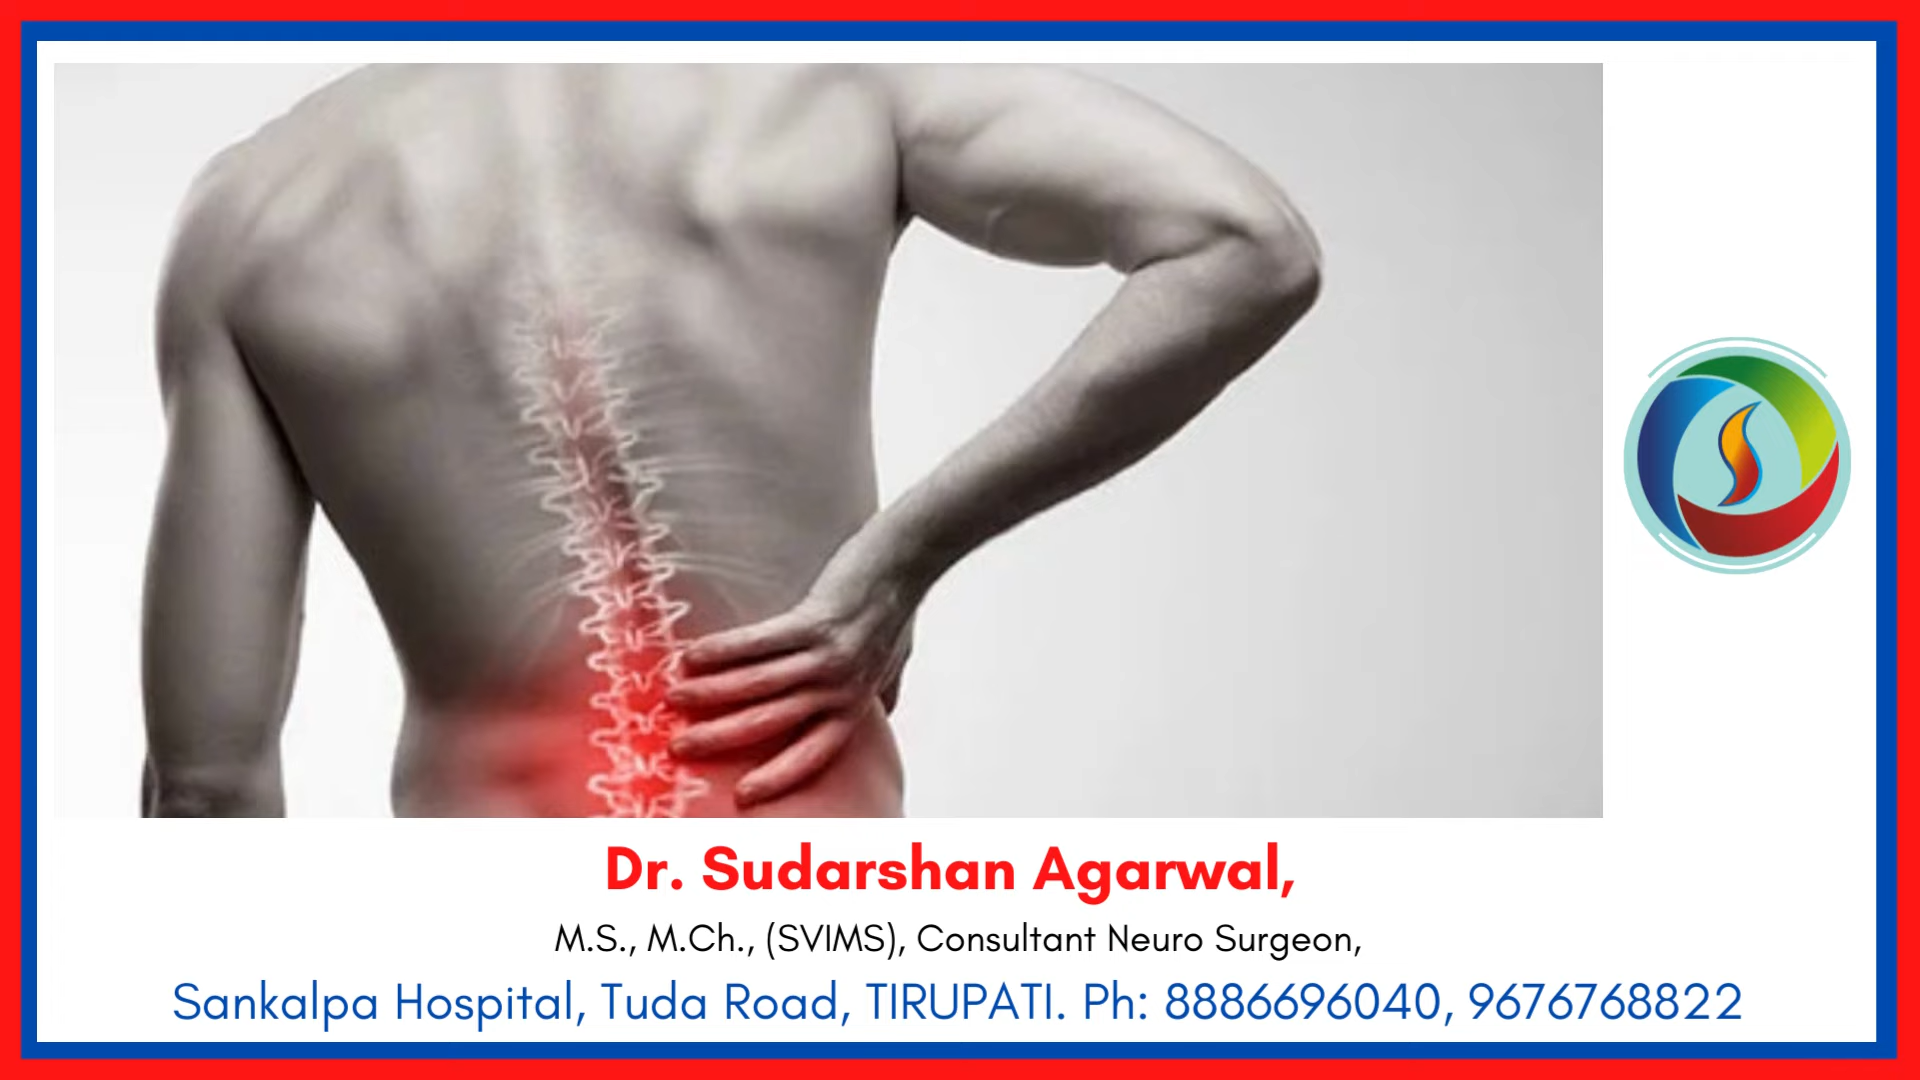 Dr. Sudarshan Agarwal,
M.S., M.Ch., (SVIMS), Consultant Neuro Surgeon,
Sankalpa Hospital, Tuda Road, TIRUPATI. Ph: 8886696040, 9676768822